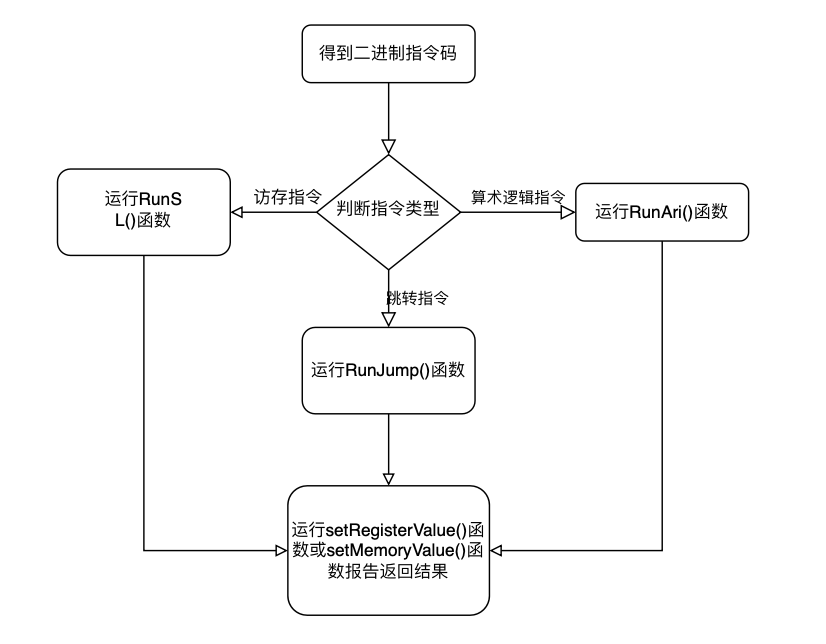 得到二进制指令码
访存指令
算术逻辑指令
运行RunS
L()函数
判断指令类型
运行RunAri()函数
跳转指令
运行RunJump()函数
运行setRegisterValue()函
数或setMemoryValue()函
数报告返回结果